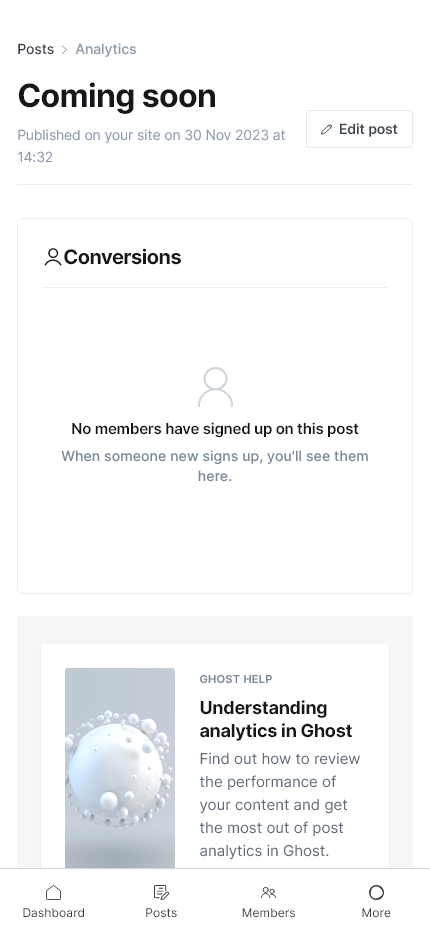 Posts > Analytics
Coming soon
Published on your site on 30 Nov 2023 at
14:32
Edit post
Conversions
No members have signed up on this post
When someone new signs up, you'll see them
here.
GHOST HELP
Understanding
analytics in Ghost
Find out how to review
the performance of
your content and get
the most out of post
analytics in Ghost.
Dashboard
Posts
Members
More